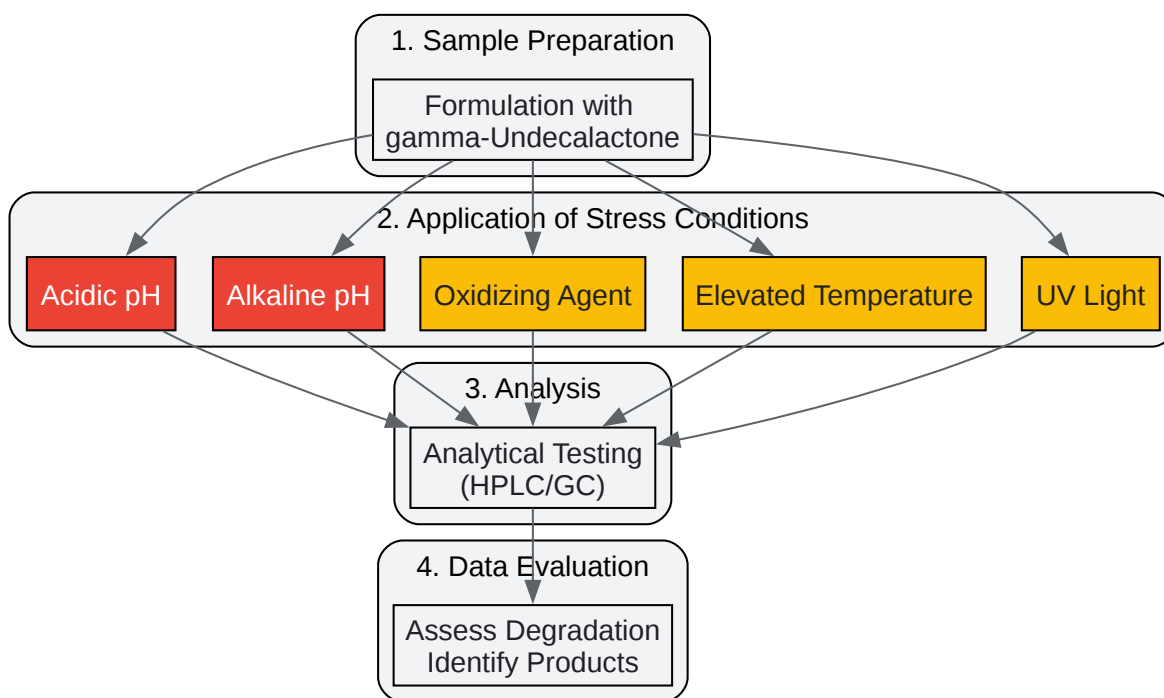 1. Sample Preparation
Formulation with
gamma-Undecalactone
2. Application of Stress Conditions
Acidic pH
Alkaline pH
Oxidizing Agent
Elevated Temperature
UV Light
3. Analysis
Analytical Testing
(HPLC/GC)
4. Data Evaluation
Assess Degradation
Identify Products